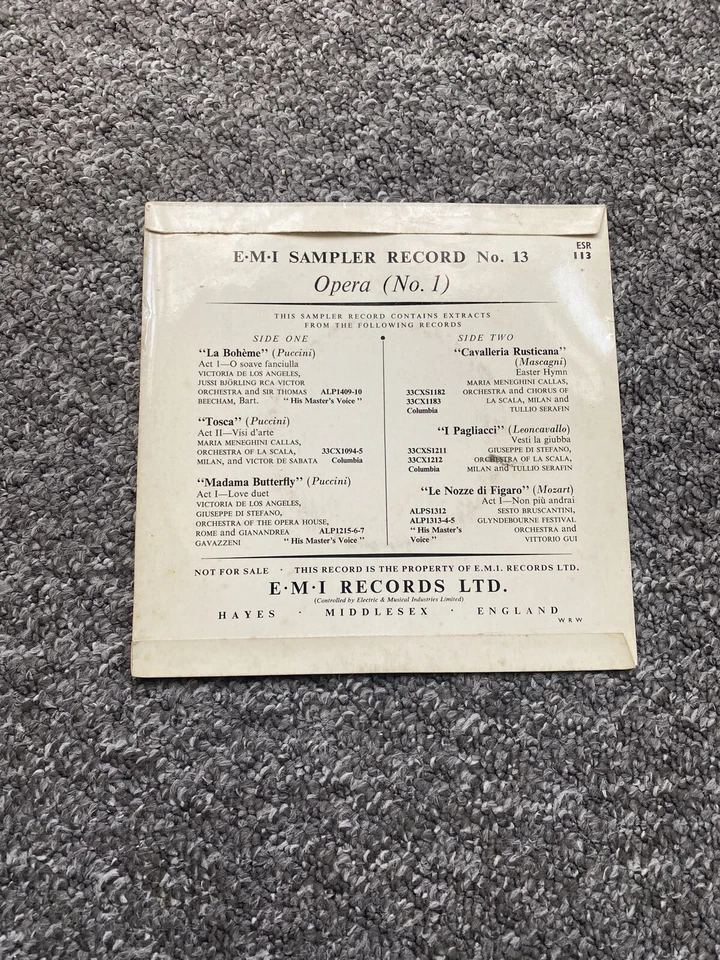 E·M·I SAMPLER RECORD No. 13
ESR
113
Opera (No. 1)
THIS SAMPLER RECORD CONTAINS EXTRACTS
FROM THE FOLLOWING RECORDS
SIDE ONE
"La Bohème" (Puccini)
Act I—O soave fanciulla
VICTORIA DE LOS ANGELES,
JUSSI BJÖRLING RCA VICTOR
ORCHESTRA and SIR THOMAS ALP1409-10
BEECHAM, Bart. "His Master's Voice"
"Tosca" (Puccini)
Act II—Visi d'arte
MARIA MENEGHINI CALLAS,
ORCHESTRA of LA SCALA, 33CX1094-5
MILAN, and VICTOR DE SABATA Columbia
"Madama Butterfly" (Puccini)
Act I—Love duet
VICTORIA DE LOS ANGELES,
GIUSEPPE DI STEFANO,
ORCHESTRA OF THE OPERA HOUSE,
ROME and GIANANDREA ALP1215-6-7
GAVAZZENI "His Master's Voice"
SIDE TWO
"Cavalleria Rusticana"
(Mascagni)
Easter Hymn
MARIA MENEGHINI CALLAS,
33CXS1182 ORCHESTRA and CHORUS OF
33CX1183 LA SCALA, MILAN and
Columbia TULLIO SERAFIN
"I Pagliacci" (Leoncavallo)
Vesti la giubba
33CXS1211 GIUSEPPE DI STEFANO,
33CX1212 ORCHESTRA OF LA SCALA,
Columbia MILAN and TULLIO SERAFIN
"Le Nozze di Figaro" (Mozart)
Act I—Non più andrai
ALPS1312 SESTO BRUSCANTINI,
ALP1313-4-5 GLYNDEBOURNE FESTIVAL
"His Master's ORCHESTRA and
Voice" VITTORIO GUI
NOT FOR SALE · THIS RECORD IS THE PROPERTY OF E.M.I. RECORDS LTD.
E·M·I RECORDS LTD.
(Controlled by Electric & Musical Industries Limited)
HAYES · MIDDLESEX · ENGLAND
WRW